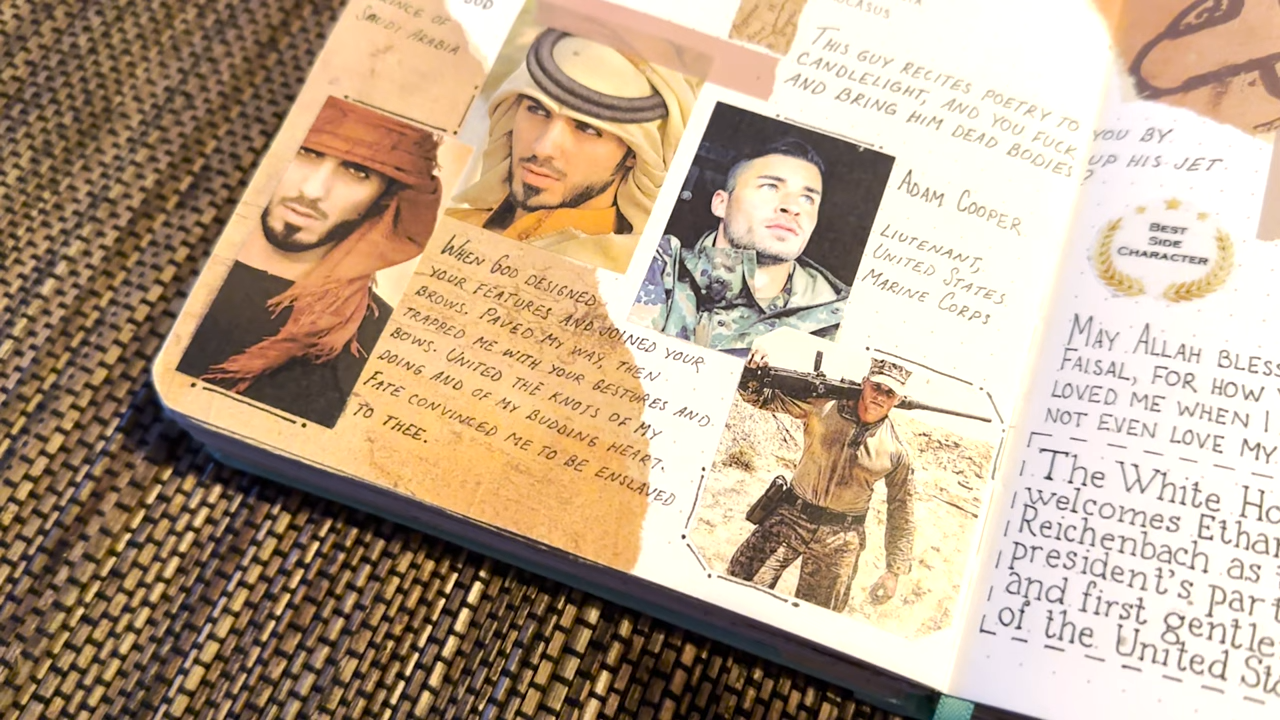 PRINCE OF
SAUDI ARABIA
CAUCASUS
THIS GUY RECITES POETRY TO
CANDLELIGHT, AND YOU FUCK
AND BRING HIM DEAD BODIES
ADAM COOPER
LIUTENANT,
UNITED STATES
MARINE CORPS
WHEN GOD DESIGNED
YOUR FEATURES AND JOINED YOUR
BROWS. PAVED MY WAY, THEN
TRAPPED ME WITH YOUR GESTURES AND
BOWS. UNITED THE KNOTS OF MY
DOING AND OF MY BUDDING HEART.
FATE CONVINCED ME TO BE ENSLAVED
TO THEE.
YOU BY
UP HIS JET
?
BEST
SIDE
CHARACTER
MAY ALLAH BLESS
FAISAL, FOR HOW
LOVED ME WHEN I
NOT EVEN LOVE MY
The White Ho
welcomes Ethan
Reichenbach as
president's part
and first gentle
of the United Sta